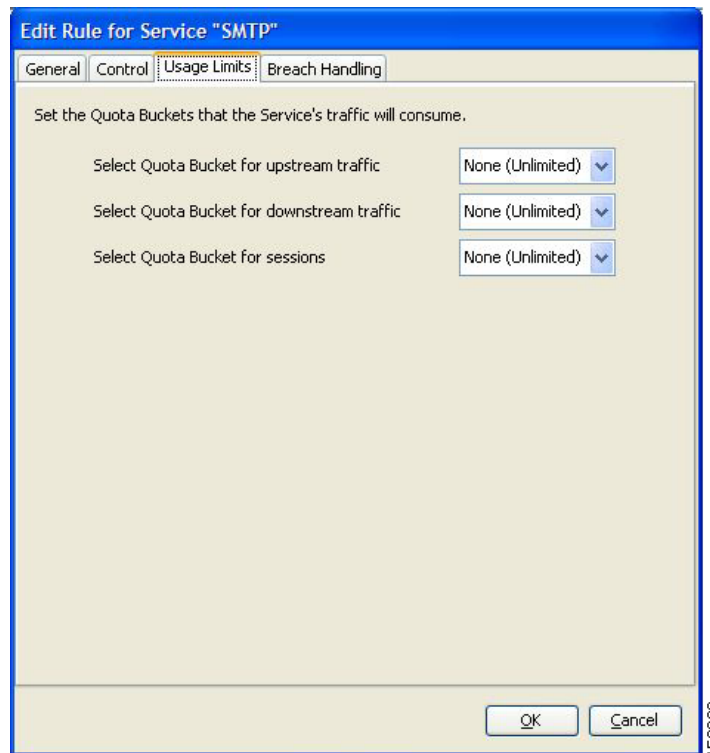 Edit Rule for Service "SMTP"
General Control Usage Limits Breach Handling
Set the Quota Buckets that the Service's traffic will consume.
Select Quota Bucket for upstream traffic None (Unlimited)
Select Quota Bucket for downstream traffic None (Unlimited)
Select Quota Bucket for sessions None (Unlimited)
OK Cancel